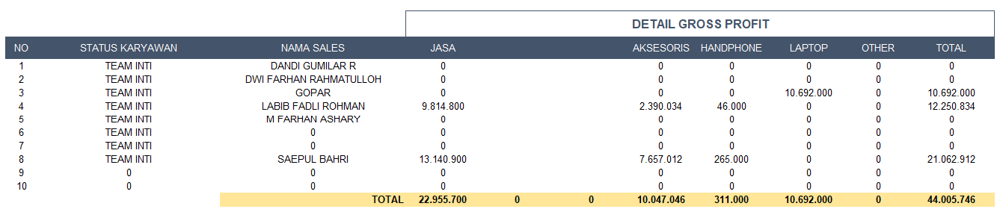 DETAIL GROSS PROFIT
NO STATUS KARYAWAN NAMA SALES JASA AKSESORIS HANDPHONE LAPTOP OTHER TOTAL
1 TEAM INTI DANDI GUMILAR R 0 0 0 0 0 0
2 TEAM INTI DWI FARHAN RAHMATULLOH 0 0 0 0 0 0
3 TEAM INTI GOPAR 0 0 0 10.692.000 0 10.692.000
4 TEAM INTI LABIB FADLI ROHMAN 9.814.800 2.390.034 46.000 0 0 12.250.834
5 TEAM INTI M FARHAN ASHARY 0 0 0 0 0 0
6 TEAM INTI 0 0 0 0 0 0 0
7 TEAM INTI 0 0 0 0 0 0 0
8 TEAM INTI SAEPUL BAHRI 13.140.900 7.657.012 265.000 0 0 21.062.912
9 0 0 0 0 0 0 0 0
10 0 0 0 0 0 0 0 0
TOTAL 22.955.700 0 0 10.047.046 311.000 10.692.000 0 44.005.746